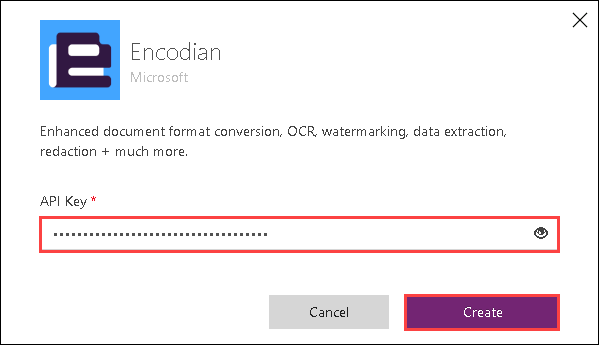 Encodian
Microsoft
Enhanced document format conversion, OCR, watermarking, data extraction,
redaction + much more.
API Key *
••••••••••••••••••••••••••••••••••••
Cancel
Create